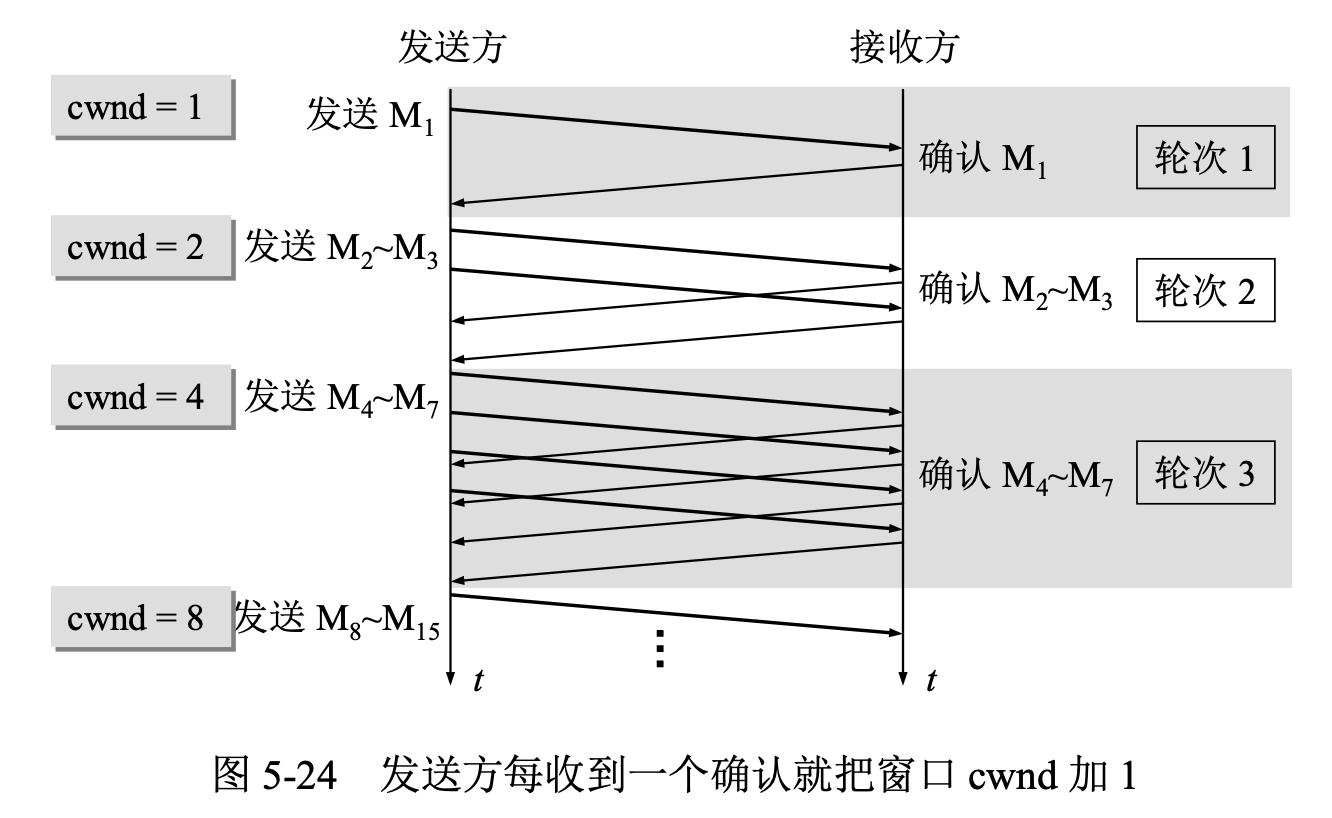 发送方 接收方
cwnd = 1 发送 M1
确认 M1 轮次 1
cwnd = 2 发送 M2~M3
确认 M2~M3 轮次 2
cwnd = 4 发送 M4~M7
确认 M4~M7 轮次 3
cwnd = 8 发送 M8~M15
⋮
t t
图 5-24 发送方每收到一个确认就把窗口 cwnd 加 1